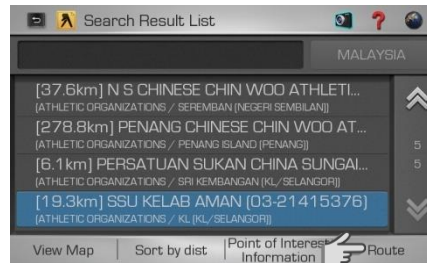 Search Result List
?
MALAYSIA
[37.6km] N S CHINESE CHIN WOO ATHLETI...
(ATHLETIC ORGANIZATIONS / SEREMBAN (NEGERI SEMBILAN))
[278.8km] PENANG CHINESE CHIN WOO AT...
(ATHLETIC ORGANIZATIONS / PENANG ISLAND (PENANG))
5
[6.1km] PERSATUAN SUKAN CHINA SUNGAI...
5
(ATHLETIC ORGANIZATIONS / SRI KEMBANGAN (KL/SELANGOR))
[19.3km] SSU KELAB AMAN (03-21415376)
(ATHLETIC ORGANIZATIONS / KL (KL/SELANGOR))
View Map
Sort by dist
Point of Interes
Information
Route